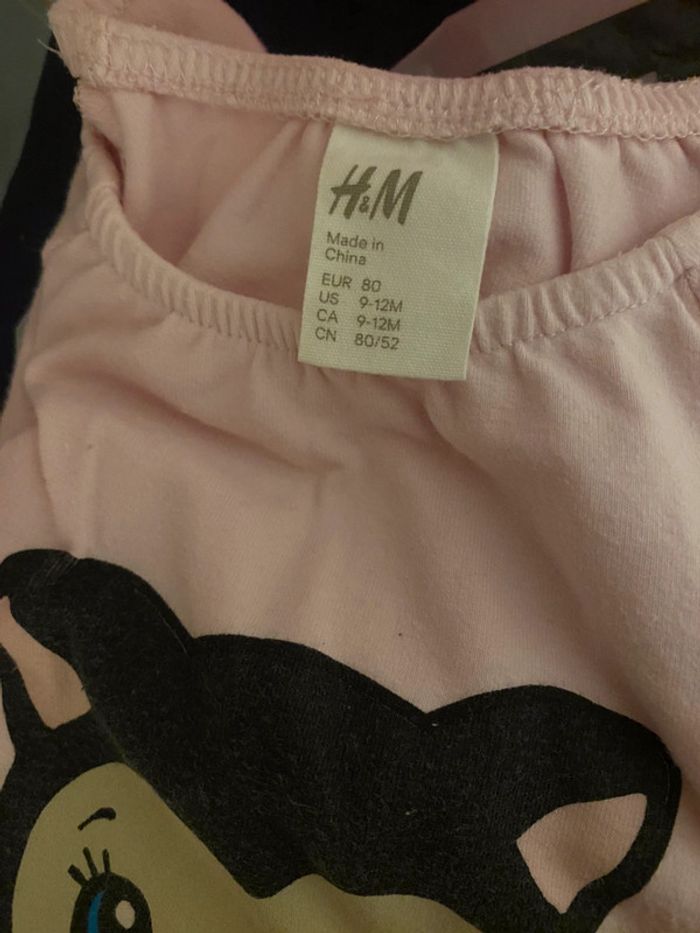 H&M
Made in
China
EUR 80
US 9-12M
CA 9-12M
CN 80/52